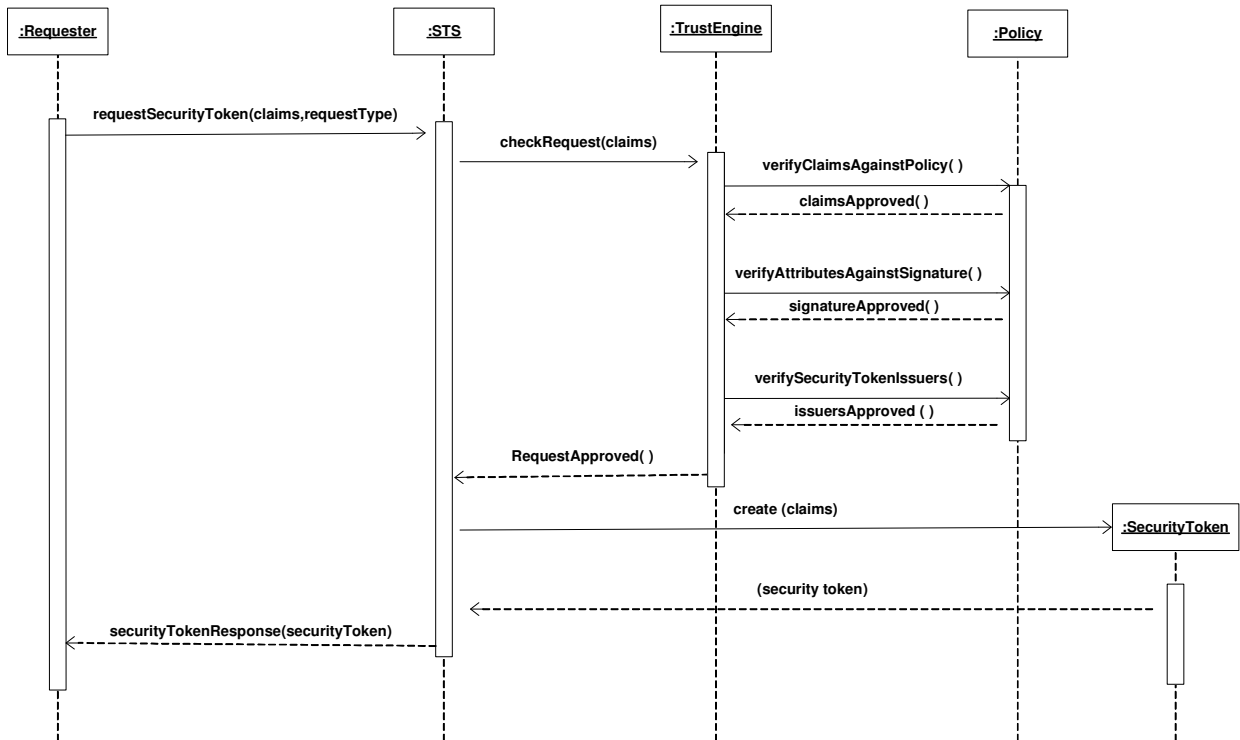 :Requester
:STS
:TrustEngine
:Policy
requestSecurityToken(claims,requestType)
checkRequest(claims)
verifyClaimsAgainstPolicy( )
claimsApproved( )
verifyAttributesAgainstSignature( )
signatureApproved( )
verifySecurityTokenIssuers( )
issuersApproved ( )
RequestApproved( )
create (claims)
:SecurityToken
(security token)
securityTokenResponse(securityToken)